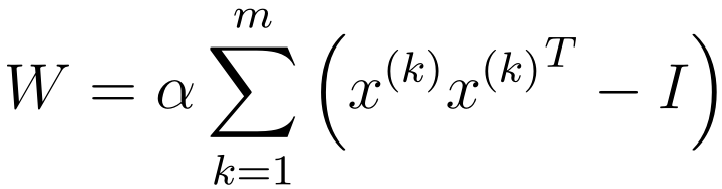 W = α ∑_{k=1}^{m} ( x^{(k)} x^{(k)^T} − I )